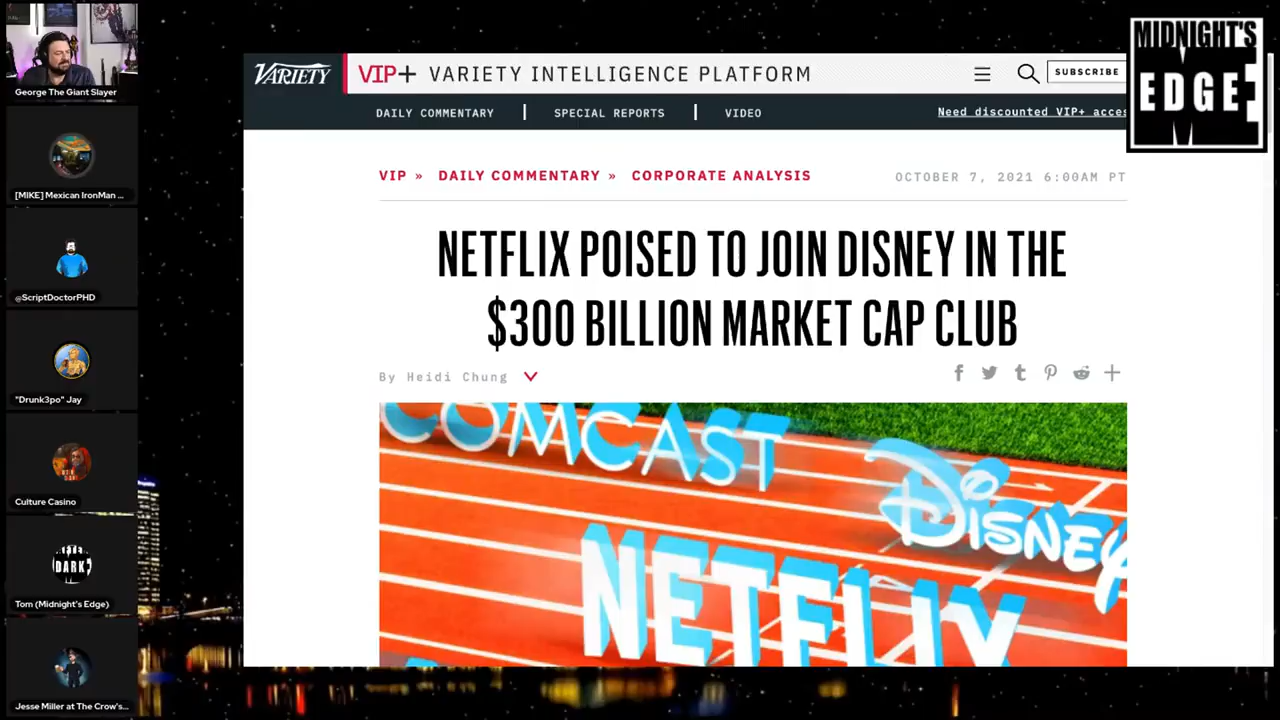 George The Giant Slayer
[MIKE] Mexican IronMan ...
@ScriptDoctorPHD
"Drunk3po" Jay
Culture Casino
DARK
Tom (Midnight's Edge)
Jesse Miller at The Crow's...
VARIETY
VIP+ VARIETY INTELLIGENCE PLATFORM
SUBSCRIBE
DAILY COMMENTARY | SPECIAL REPORTS | VIDEO
Need discounted VIP+ acces
VIP » DAILY COMMENTARY » CORPORATE ANALYSIS
OCTOBER 7, 2021 6:00AM PT
NETFLIX POISED TO JOIN DISNEY IN THE
$300 BILLION MARKET CAP CLUB
By Heidi Chung
COMCAST
DISNEY
NETFLIX
MIDNIGHT'S
EDGE